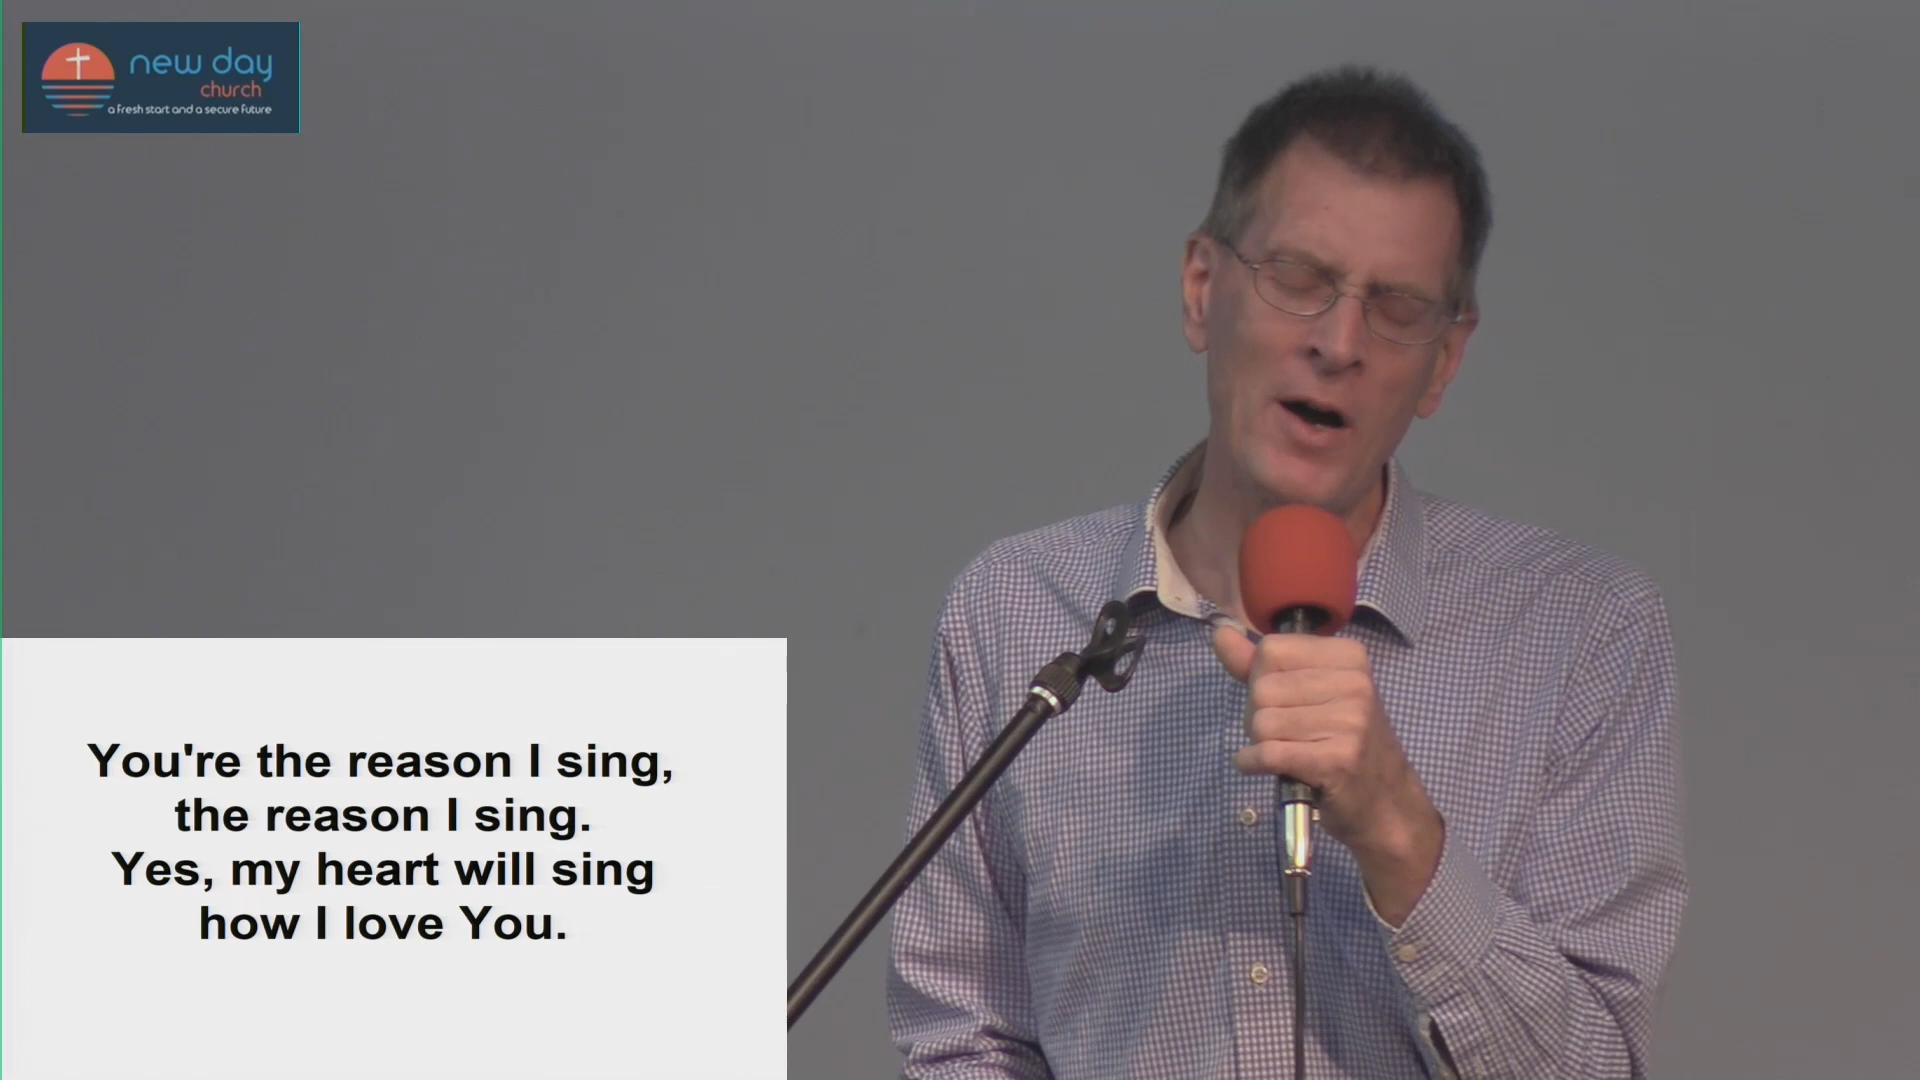 new day
church
a fresh start and a secure future
You're the reason I sing,
the reason I sing.
Yes, my heart will sing
how I love You.